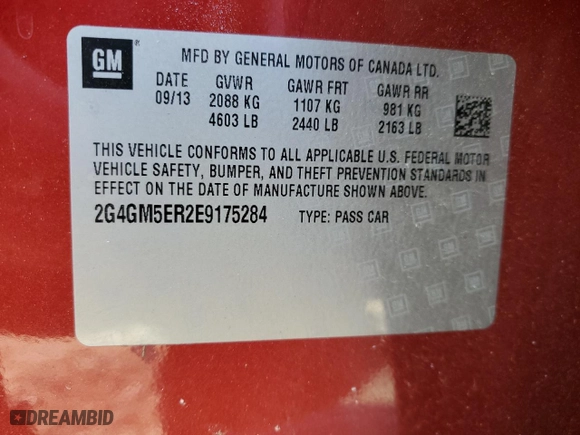 GM
MFD BY GENERAL MOTORS OF CANADA LTD.
DATE GVWR GAWR FRT GAWR RR
09/13 2088 KG 1107 KG 981 KG
4603 LB 2440 LB 2163 LB
THIS VEHICLE CONFORMS TO ALL APPLICABLE U.S. FEDERAL MOTOR
VEHICLE SAFETY, BUMPER, AND THEFT PREVENTION STANDARDS IN
EFFECT ON THE DATE OF MANUFACTURE SHOWN ABOVE.
2G4GM5ER2E9175284 TYPE: PASS CAR
DREAMBID